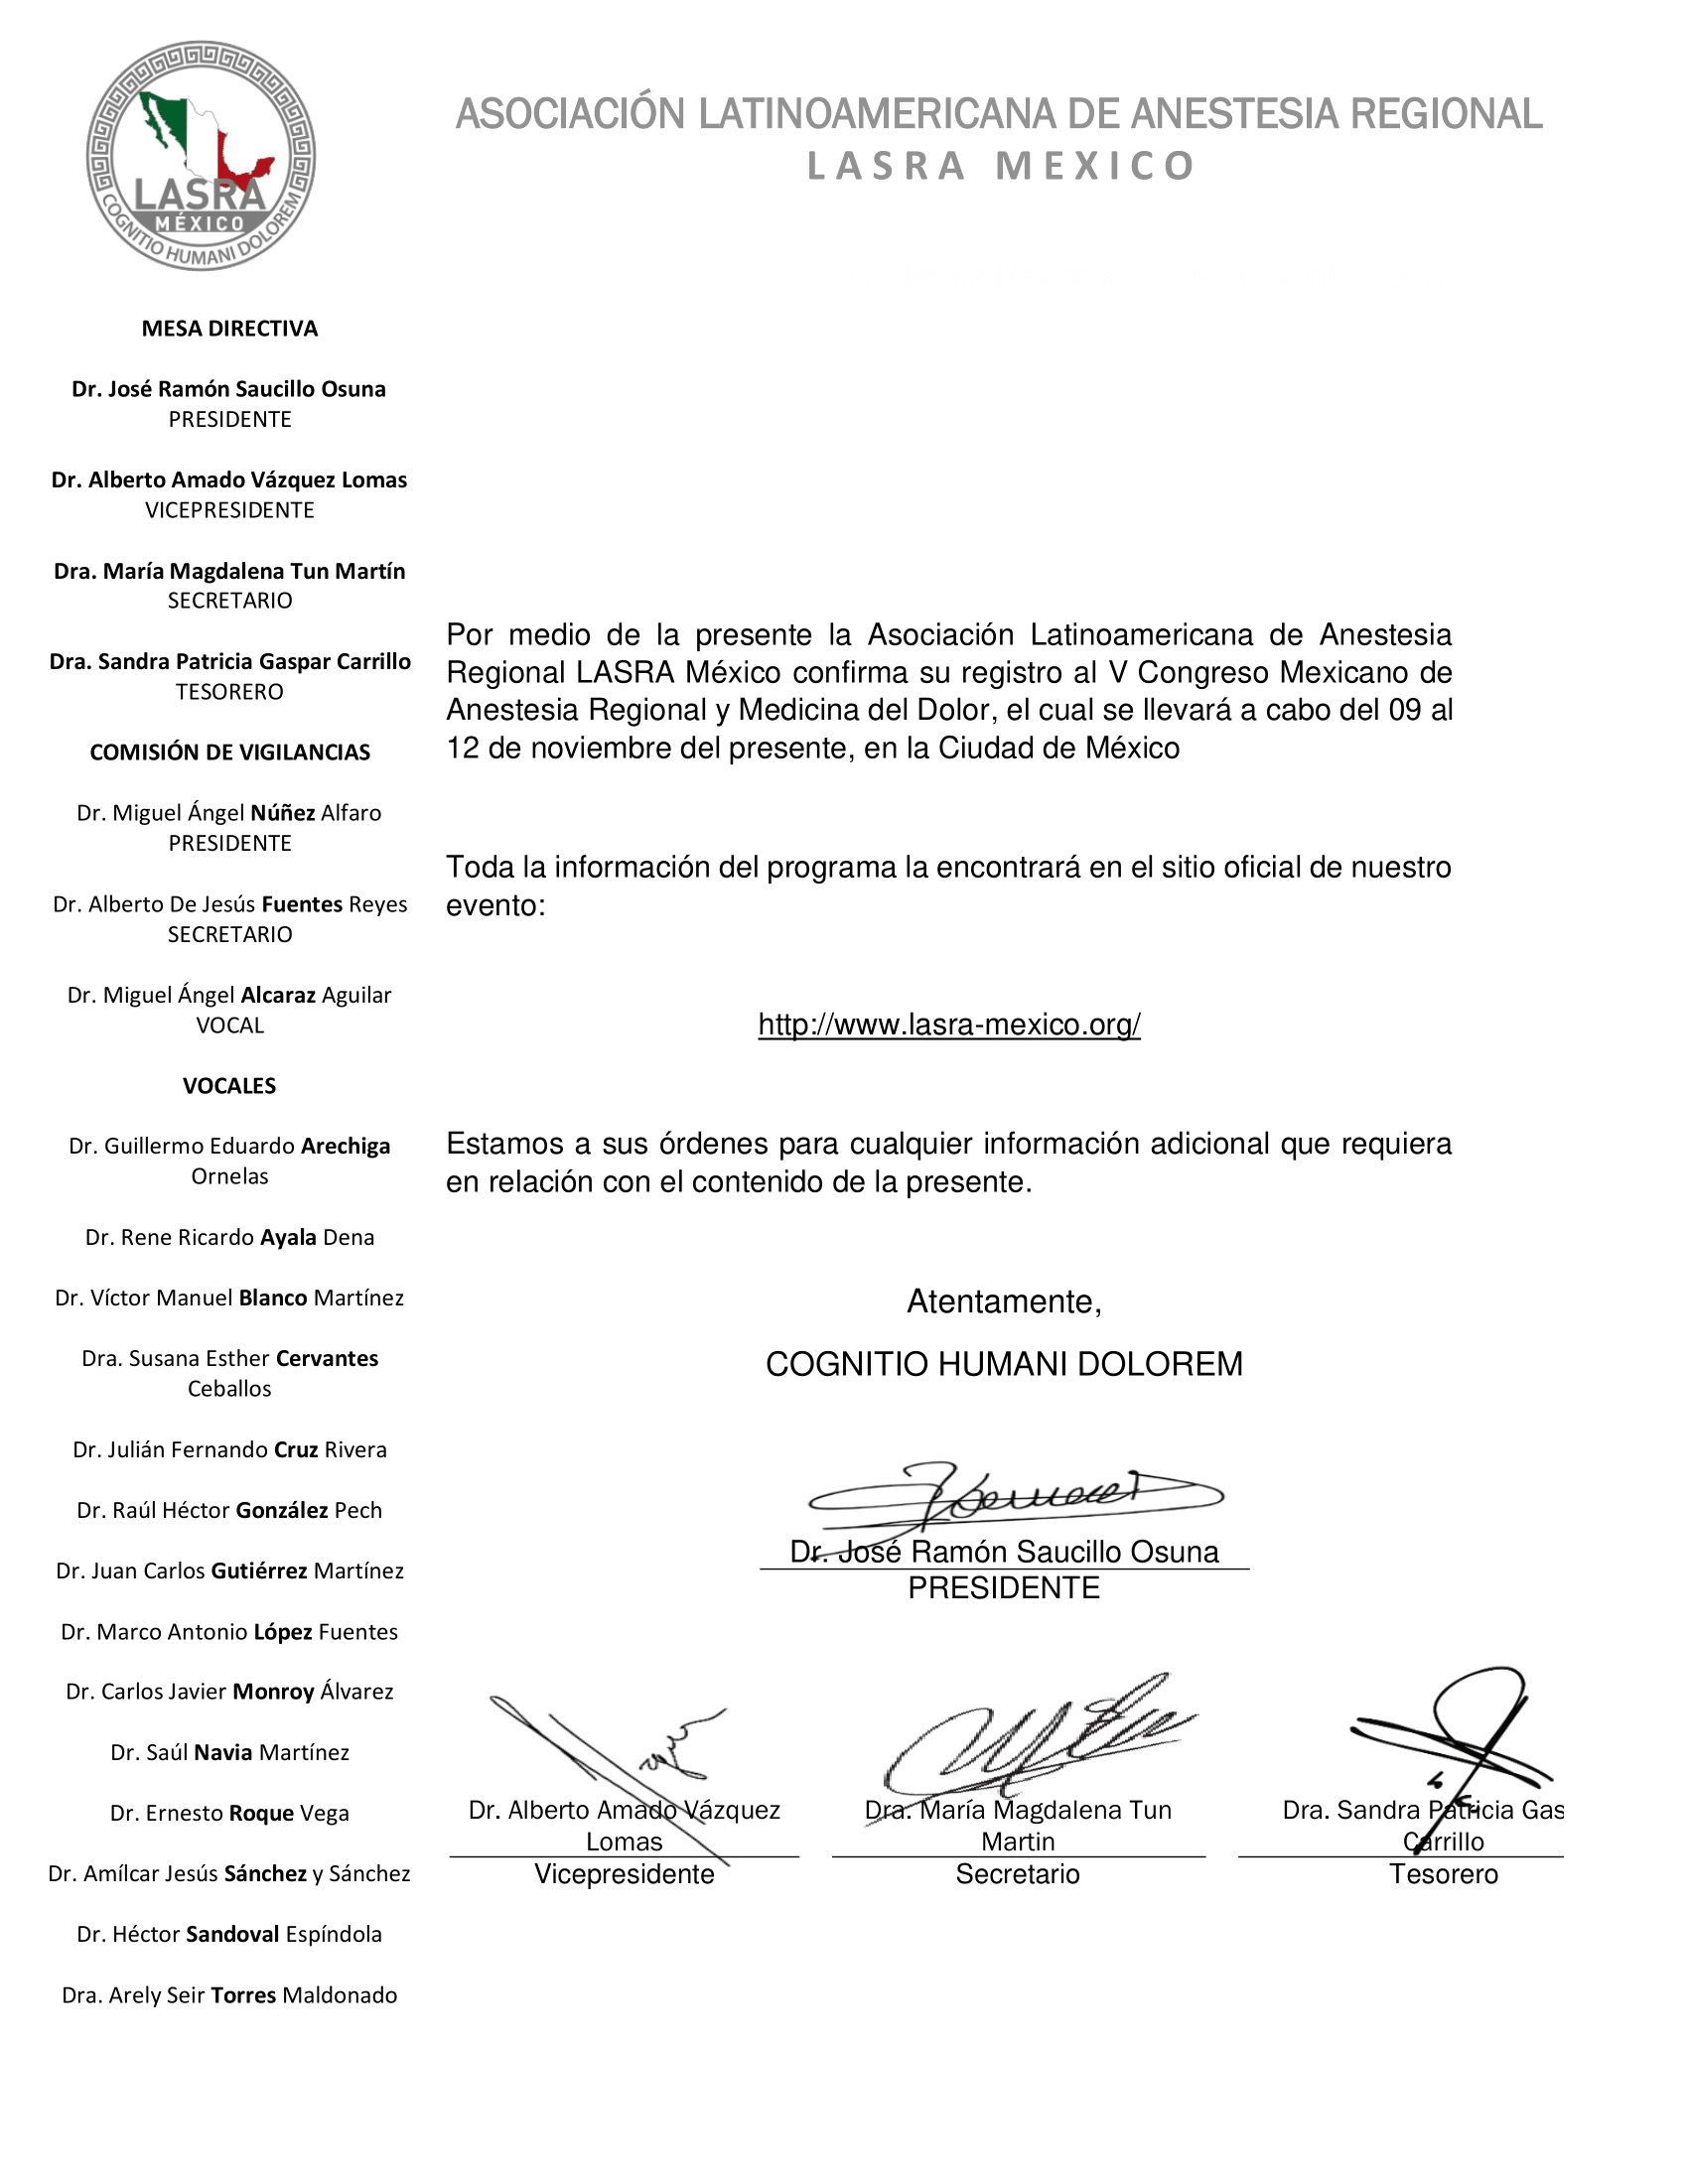 LASRA
MÉXICO
COGNITIO HUMANI DOLOREM
ASOCIACIÓN LATINOAMERICANA DE ANESTESIA REGIONAL
LASRA MEXICO
MESA DIRECTIVA
Dr. José Ramón Saucillo Osuna
PRESIDENTE
Dr. Alberto Amado Vázquez Lomas
VICEPRESIDENTE
Dra. María Magdalena Tun Martín
SECRETARIO
Dra. Sandra Patricia Gaspar Carrillo
TESORERO
COMISIÓN DE VIGILANCIAS
Dr. Miguel Ángel Núñez Alfaro
PRESIDENTE
Dr. Alberto De Jesús Fuentes Reyes
SECRETARIO
Dr. Miguel Ángel Alcaraz Aguilar
VOCAL
VOCALES
Dr. Guillermo Eduardo Arechiga
Ornelas
Dr. Rene Ricardo Ayala Dena
Dr. Víctor Manuel Blanco Martínez
Dra. Susana Esther Cervantes
Ceballos
Dr. Julián Fernando Cruz Rivera
Dr. Raúl Héctor González Pech
Dr. Juan Carlos Gutiérrez Martínez
Dr. Marco Antonio López Fuentes
Dr. Carlos Javier Monroy Álvarez
Dr. Saúl Navia Martínez
Dr. Ernesto Roque Vega
Dr. Amílcar Jesús Sánchez y Sánchez
Dr. Héctor Sandoval Espíndola
Dra. Arely Seir Torres Maldonado
Por medio de la presente la Asociación Latinoamericana de Anestesia
Regional LASRA México confirma su registro al V Congreso Mexicano de
Anestesia Regional y Medicina del Dolor, el cual se llevará a cabo del 09 al
12 de noviembre del presente, en la Ciudad de México
Toda la información del programa la encontrará en el sitio oficial de nuestro
evento:
http://www.lasra-mexico.org/
Estamos a sus órdenes para cualquier información adicional que requiera
en relación con el contenido de la presente.
Atentamente,
COGNITIO HUMANI DOLOREM
Dr. José Ramón Saucillo Osuna
PRESIDENTE
Dr. Alberto Amado Vázquez
Lomas
Vicepresidente
Dra. María Magdalena Tun
Martin
Secretario
Dra. Sandra Patricia Gas
Carrillo
Tesorero